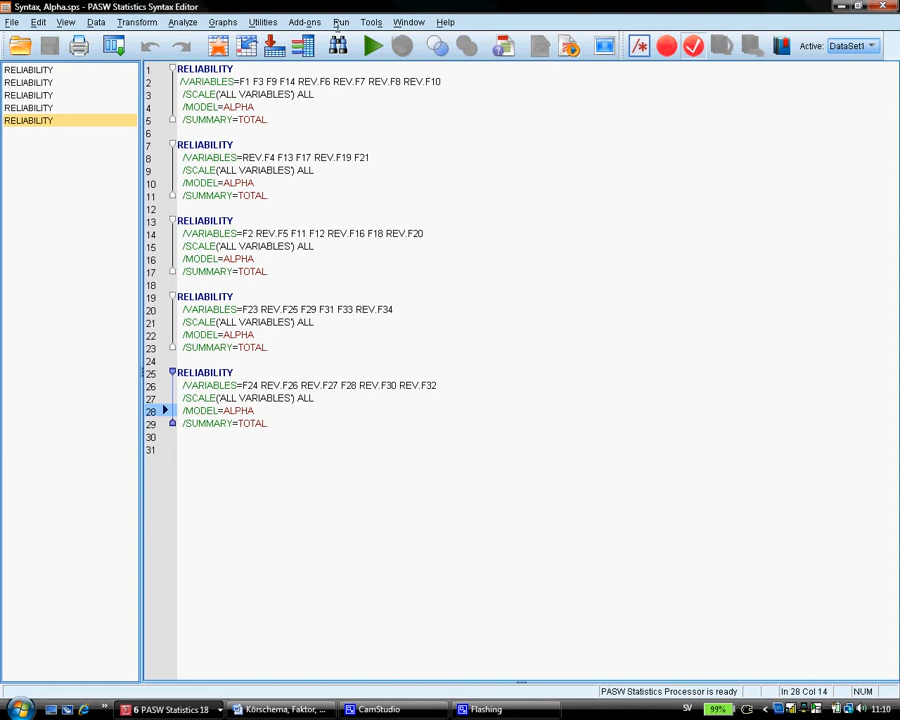 Syntax, Alpha.sps - PASW Statistics Syntax Editor
File Edit View Data Transform Analyze Graphs Utilities Add-ons Run Tools Window Help
Active: DataSet1
RELIABILITY
RELIABILITY
RELIABILITY
RELIABILITY
RELIABILITY
1 RELIABILITY
2 /VARIABLES=F1 F3 F9 F14 REV.F6 REV.F7 REV.F8 REV.F10
3 /SCALE('ALL VARIABLES') ALL
4 /MODEL=ALPHA
5 /SUMMARY=TOTAL.
6
7 RELIABILITY
8 /VARIABLES=REV.F4 F13 F17 REV.F19 F21
9 /SCALE('ALL VARIABLES') ALL
10 /MODEL=ALPHA
11 /SUMMARY=TOTAL.
12
13 RELIABILITY
14 /VARIABLES=F2 REV.F5 F11 F12 REV.F16 F18 REV.F20
15 /SCALE('ALL VARIABLES') ALL
16 /MODEL=ALPHA
17 /SUMMARY=TOTAL.
18
19 RELIABILITY
20 /VARIABLES=F23 REV.F25 F29 F31 F33 REV.F34
21 /SCALE('ALL VARIABLES') ALL
22 /MODEL=ALPHA
23 /SUMMARY=TOTAL.
24
25 RELIABILITY
26 /VARIABLES=F24 REV.F26 REV.F27 F28 REV.F30 REV.F32
27 /SCALE('ALL VARIABLES') ALL
28 /MODEL=ALPHA
29 /SUMMARY=TOTAL.
30
31
PASW Statistics Processor is ready In 28 Col 14 NUM
6 PASW Statistics 18 Körschema, Faktor, ... CamStudio Flashing SV 99% 11:10